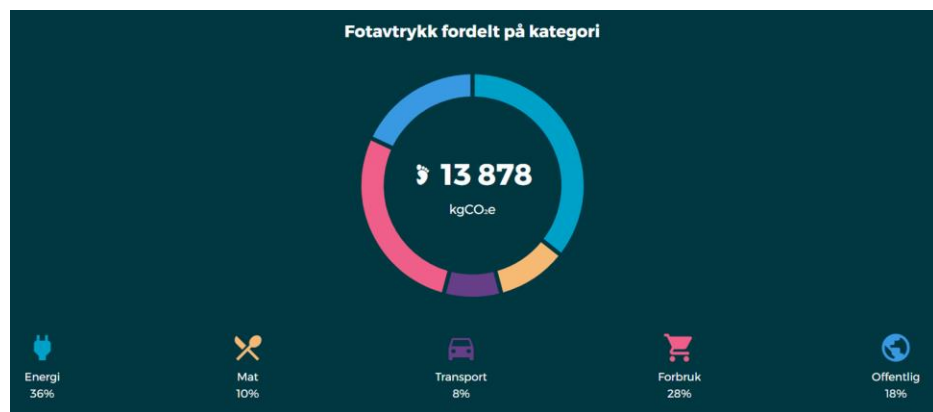 Fotavtrykk fordelt på kategori
13 878
kgCO₂e
Energi
36%
Mat
10%
Transport
8%
Forbruk
28%
Offentlig
18%